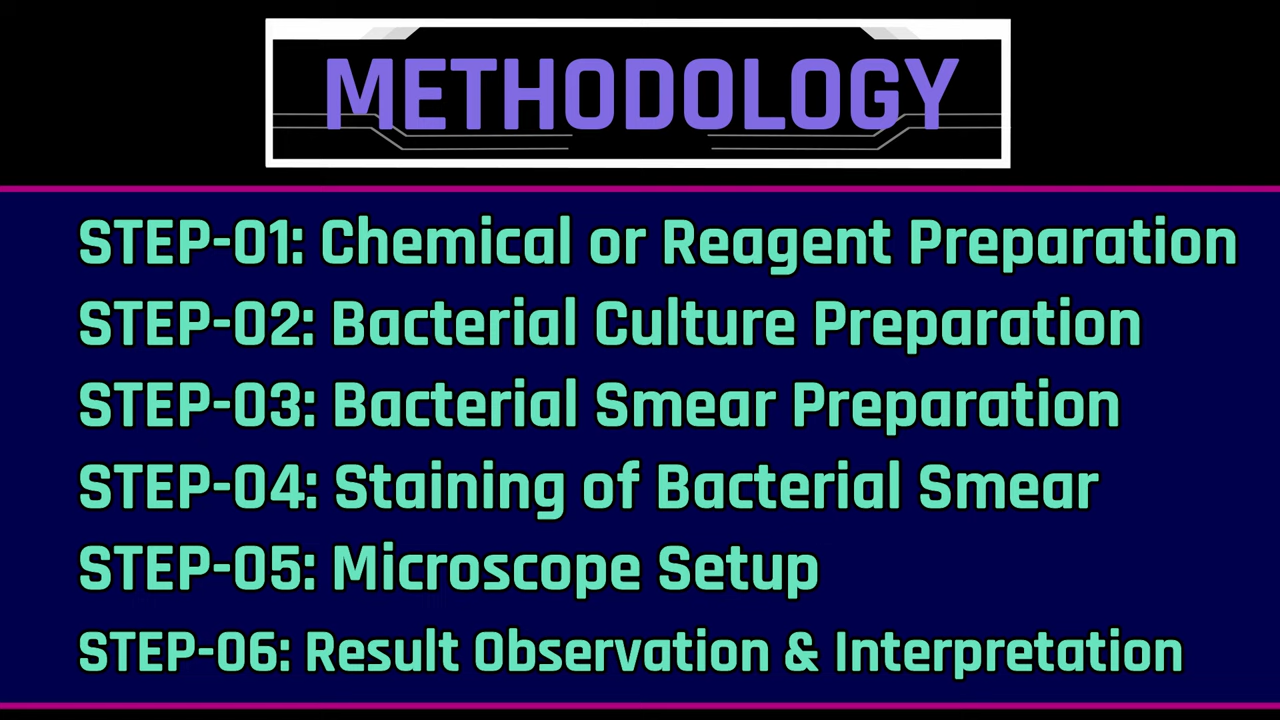 METHODOLOGY
STEP-01: Chemical or Reagent Preparation
STEP-02: Bacterial Culture Preparation
STEP-03: Bacterial Smear Preparation
STEP-04: Staining of Bacterial Smear
STEP-05: Microscope Setup
STEP-06: Result Observation & Interpretation